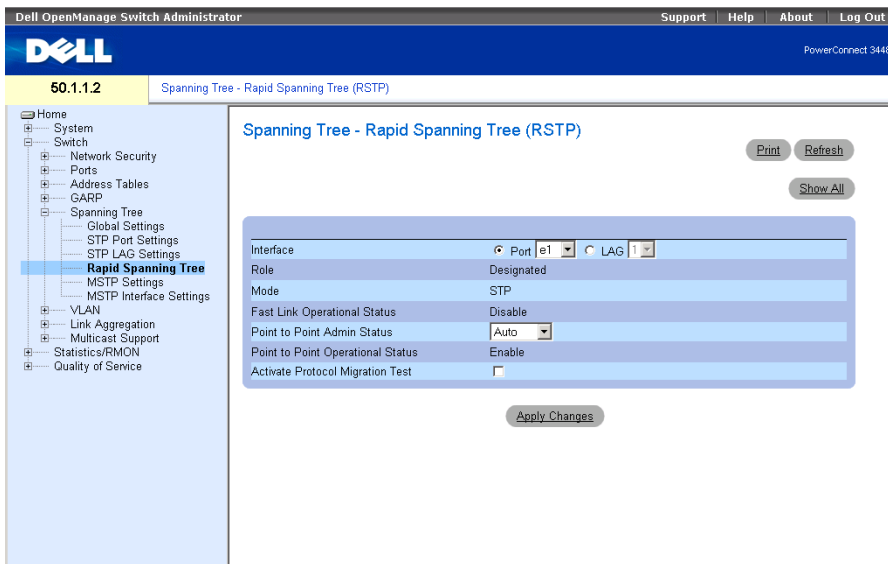 Dell OpenManage Switch Administrator Support Help About Log Out
DELL
PowerConnect 3448
50.1.1.2 Spanning Tree - Rapid Spanning Tree (RSTP)
Home
System
Switch
Network Security
Ports
Address Tables
GARP
Spanning Tree
Global Settings
STP Port Settings
STP LAG Settings
Rapid Spanning Tree
MSTP Settings
MSTP Interface Settings
VLAN
Link Aggregation
Multicast Support
Statistics/RMON
Quality of Service
Spanning Tree - Rapid Spanning Tree (RSTP)
Print Refresh
Show All
Interface Port e1 LAG 1
Role Designated
Mode STP
Fast Link Operational Status Disable
Point to Point Admin Status Auto
Point to Point Operational Status Enable
Activate Protocol Migration Test
Apply Changes